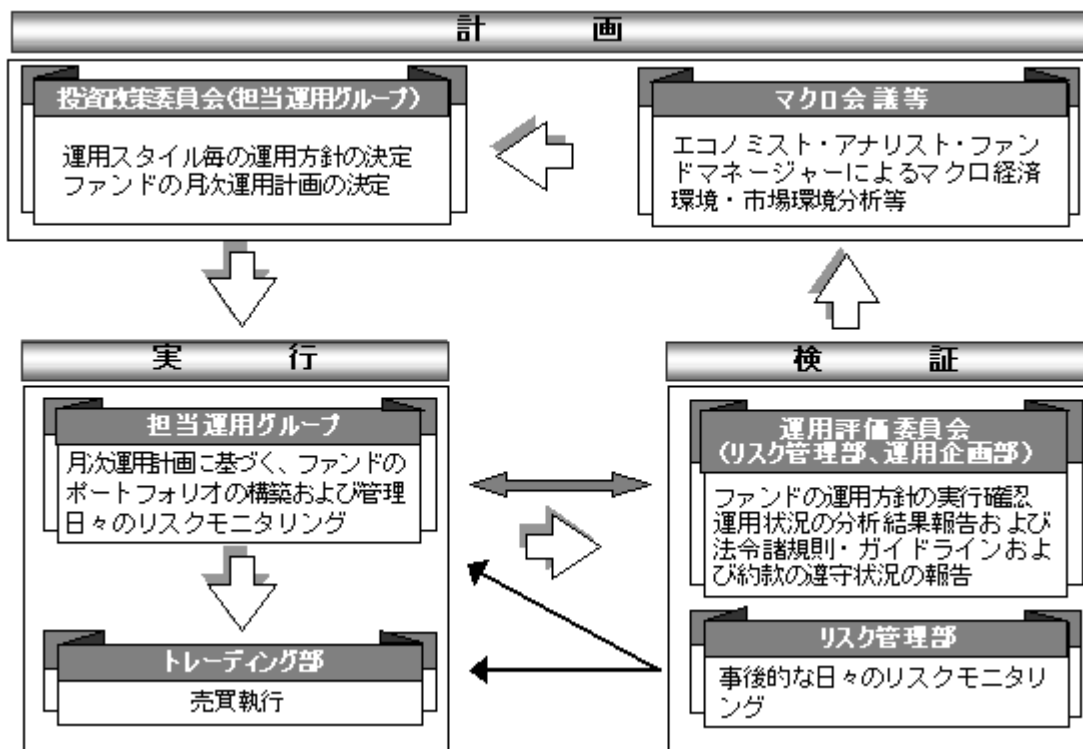 計画
投資政策委員会(担当運用グループ)
運用スタイル毎の運用方針の決定
ファンドの月次運用計画の決定
マクロ会議等
エコノミスト・アナリスト・ファン
ドマネージャーによるマクロ経済
環境・市場環境分析等
実行
担当運用グループ
月次運用計画に基づく、ファンドの
ポートフォリオの構築および管理
日々のリスクモニタリング
トレーディング部
売買執行
検証
運用評価委員会
(リスク管理部、運用企画部)
ファンドの運用方針の実行確認
運用状況の分析結果報告および
法令諸規則・ガイドラインおよ
び約款の遵守状況の報告
リスク管理部
事後的な日々のリスクモニタリ
ング